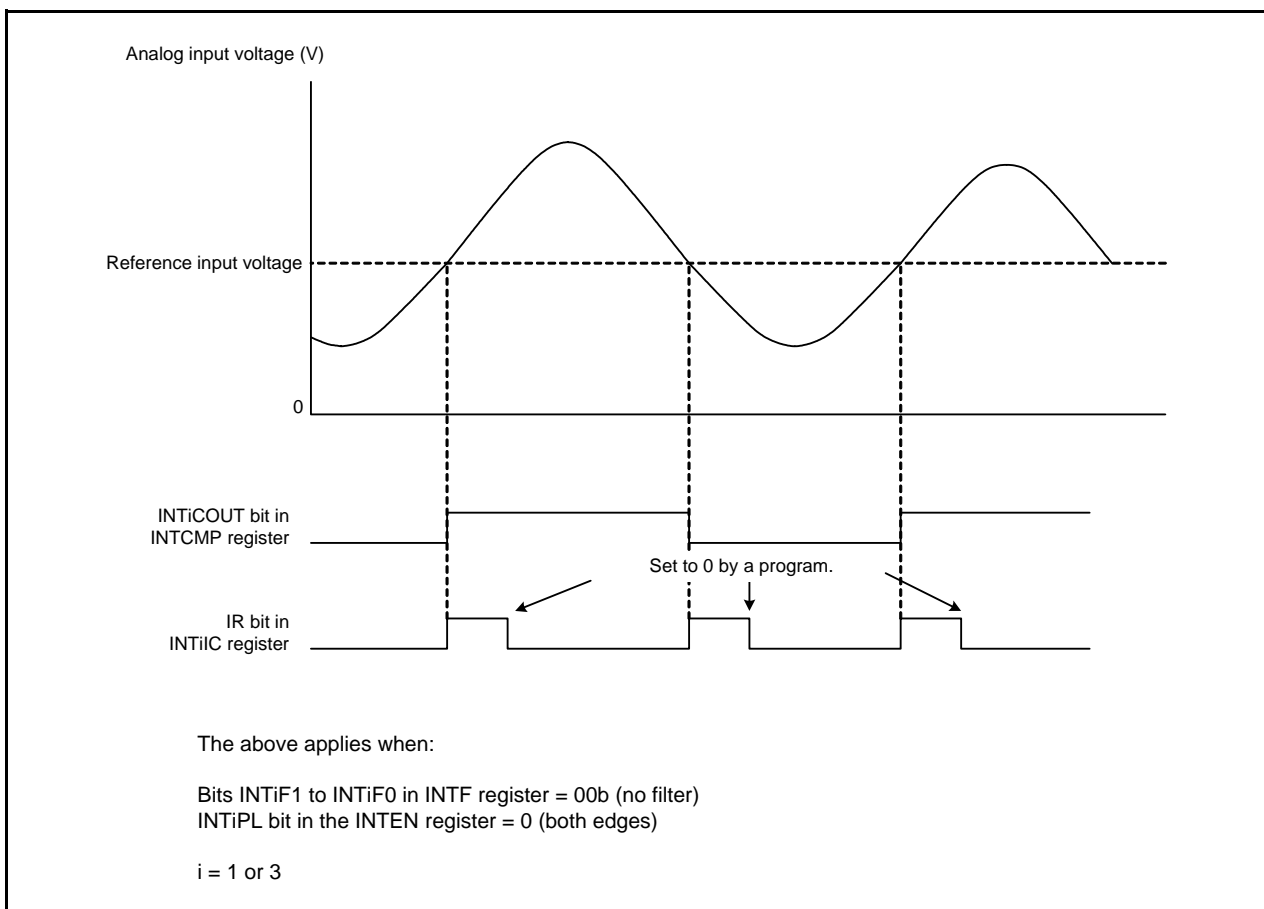 Analog input voltage (V)
Reference input voltage
0
INTiCOUT bit in
INTCMP register
Set to 0 by a program.
IR bit in
INTiIC register
The above applies when:
Bits INTiF1 to INTiF0 in INTF register = 00b (no filter)
INTiPL bit in the INTEN register = 0 (both edges)
i = 1 or 3